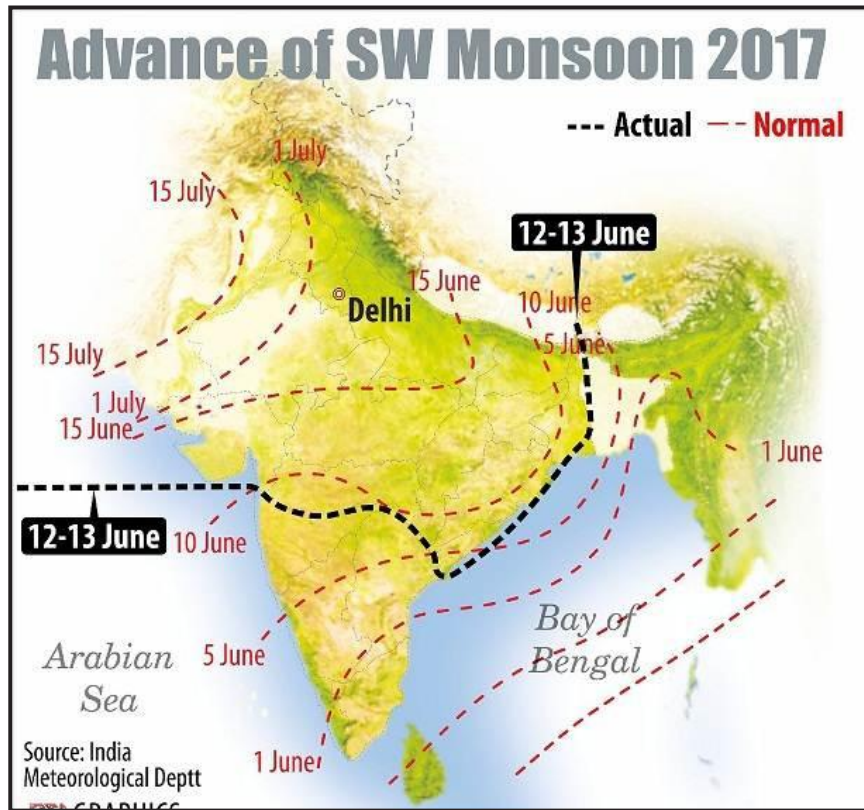 Advance of SW Monsoon 2017
Actual Normal
1 July
15 July
12-13 June
15 June
10 June
Delhi
5 June
15 July
1 July
15 June
1 June
12-13 June
10 June
5 June
Bay of
Bengal
Arabian
Sea
1 June
Source: India
Meteorological Deptt
GRAPHICS